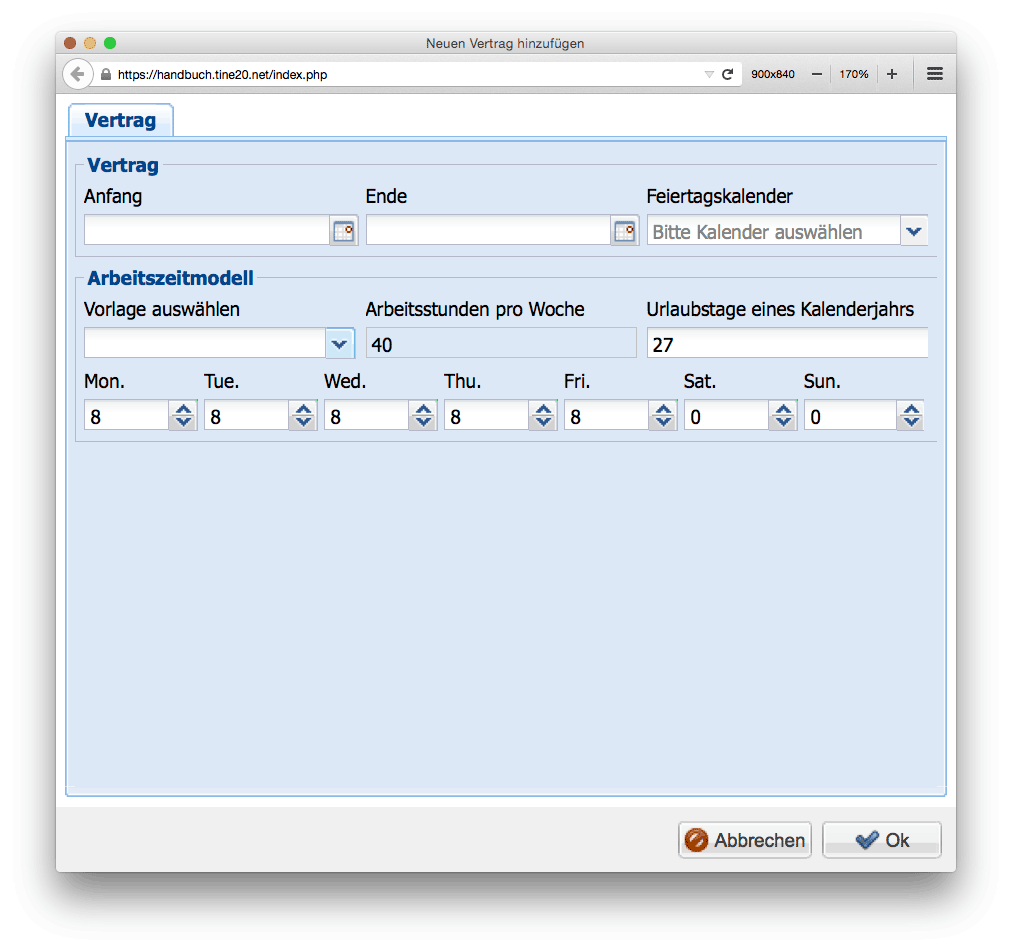 Neuen Vertrag hinzufügen
https://handbuch.tine20.net/index.php 900x840 — 170% +
Vertrag
Vertrag
Anfang Ende Feiertagskalender
Bitte Kalender auswählen
Arbeitszeitmodell
Vorlage auswählen Arbeitsstunden pro Woche Urlaubstage eines Kalenderjahrs
40 27
Mon. Tue. Wed. Thu. Fri. Sat. Sun.
8 8 8 8 8 0 0
Abbrechen Ok